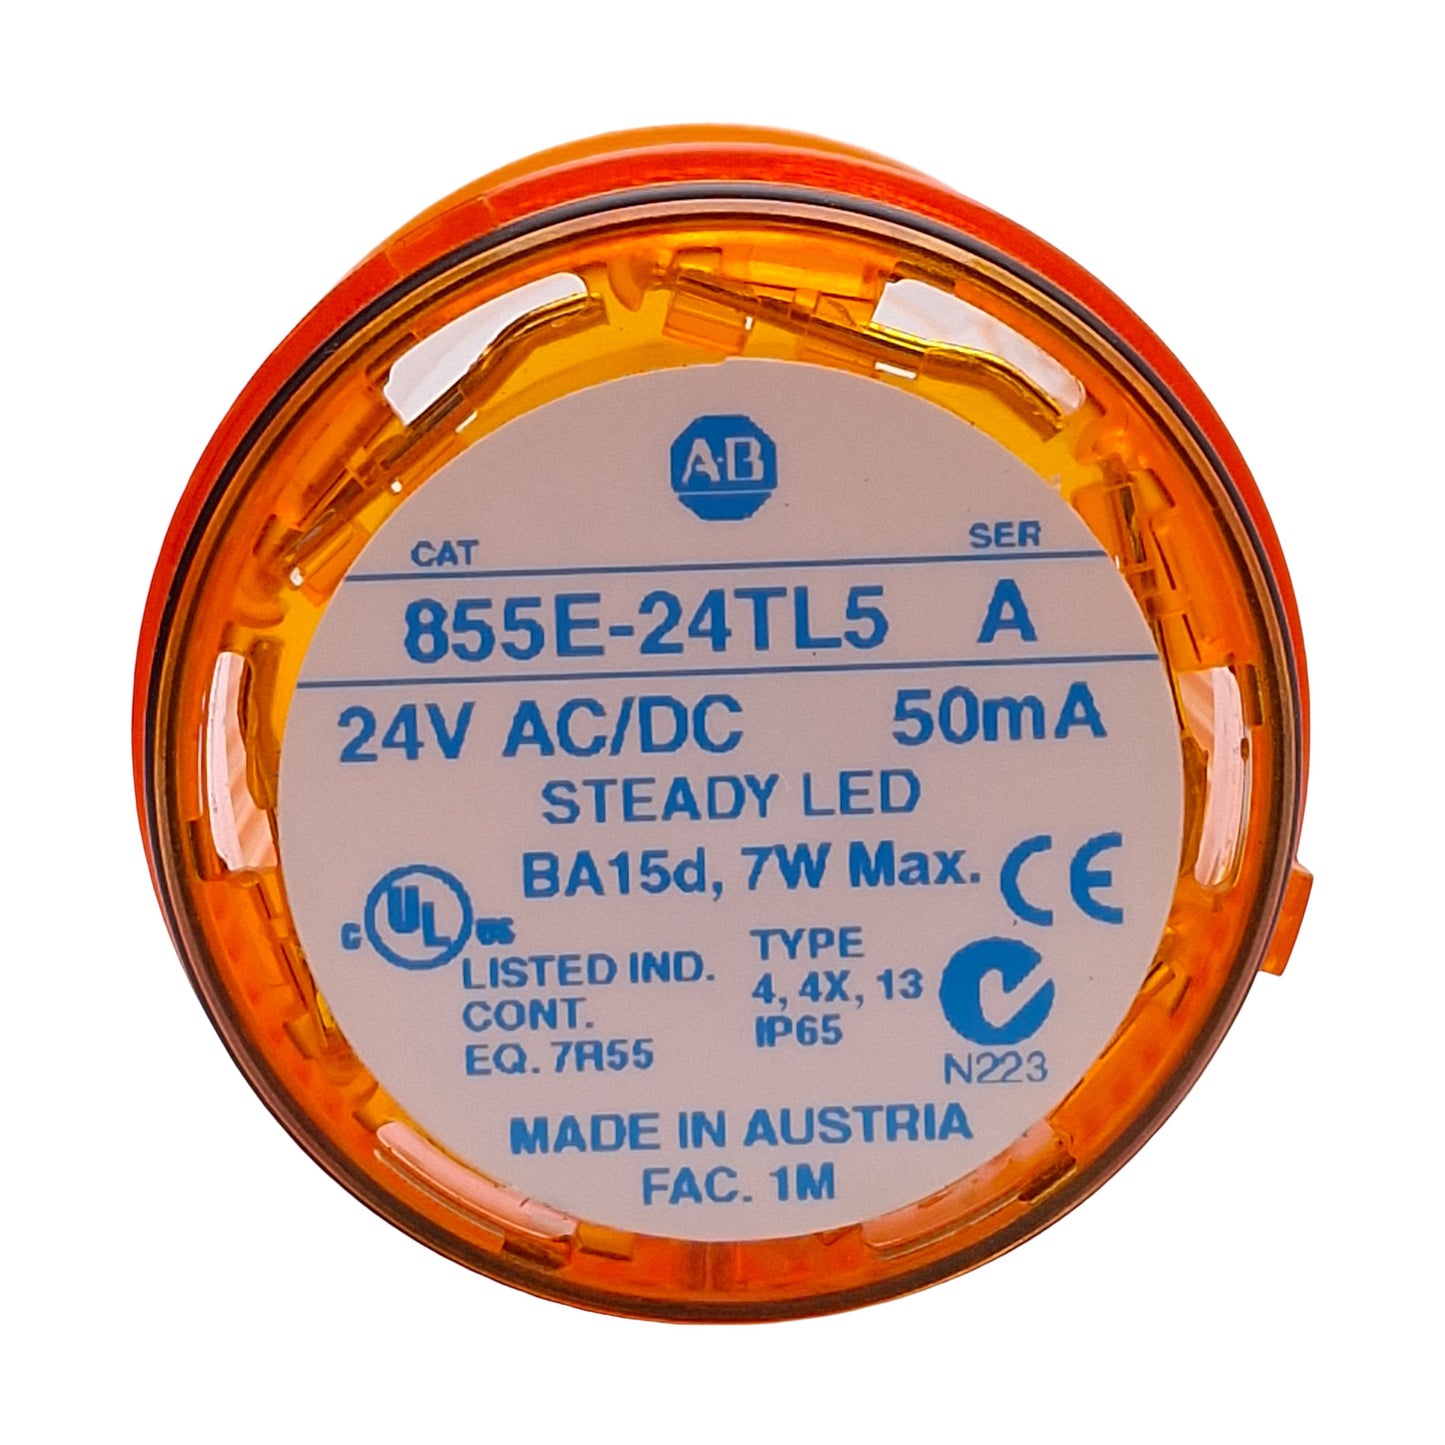 A-B
CAT SER
855E-24TL5 A
24V AC/DC 50mA
STEADY LED
BA15d, 7W Max. CE
C UL US
LISTED IND.
CONT.
EQ. 7R55
TYPE
4, 4X, 13
IP65
N223
MADE IN AUSTRIA
FAC. 1M